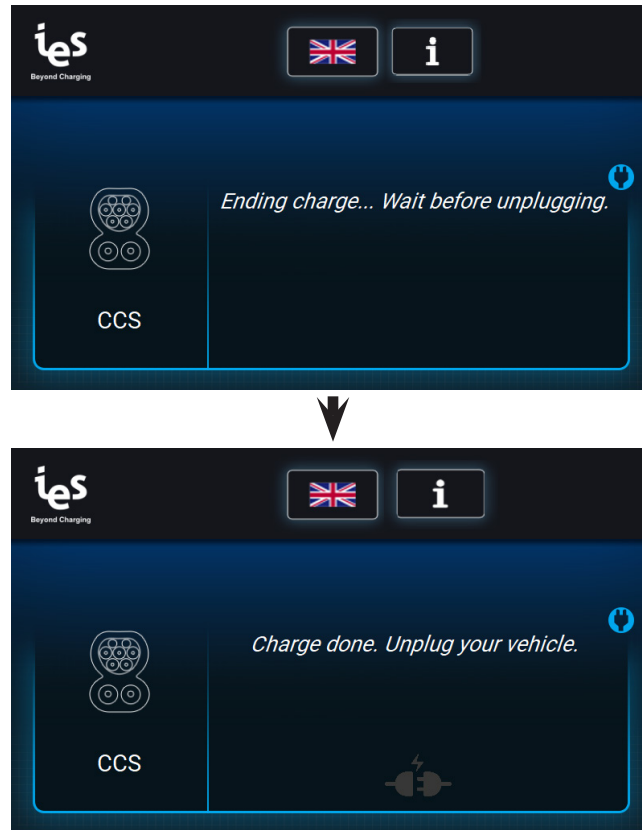 ies
Beyond Charging
i
Ending charge... Wait before unplugging.
CCS
ies
Beyond Charging
i
Charge done. Unplug your vehicle.
CCS